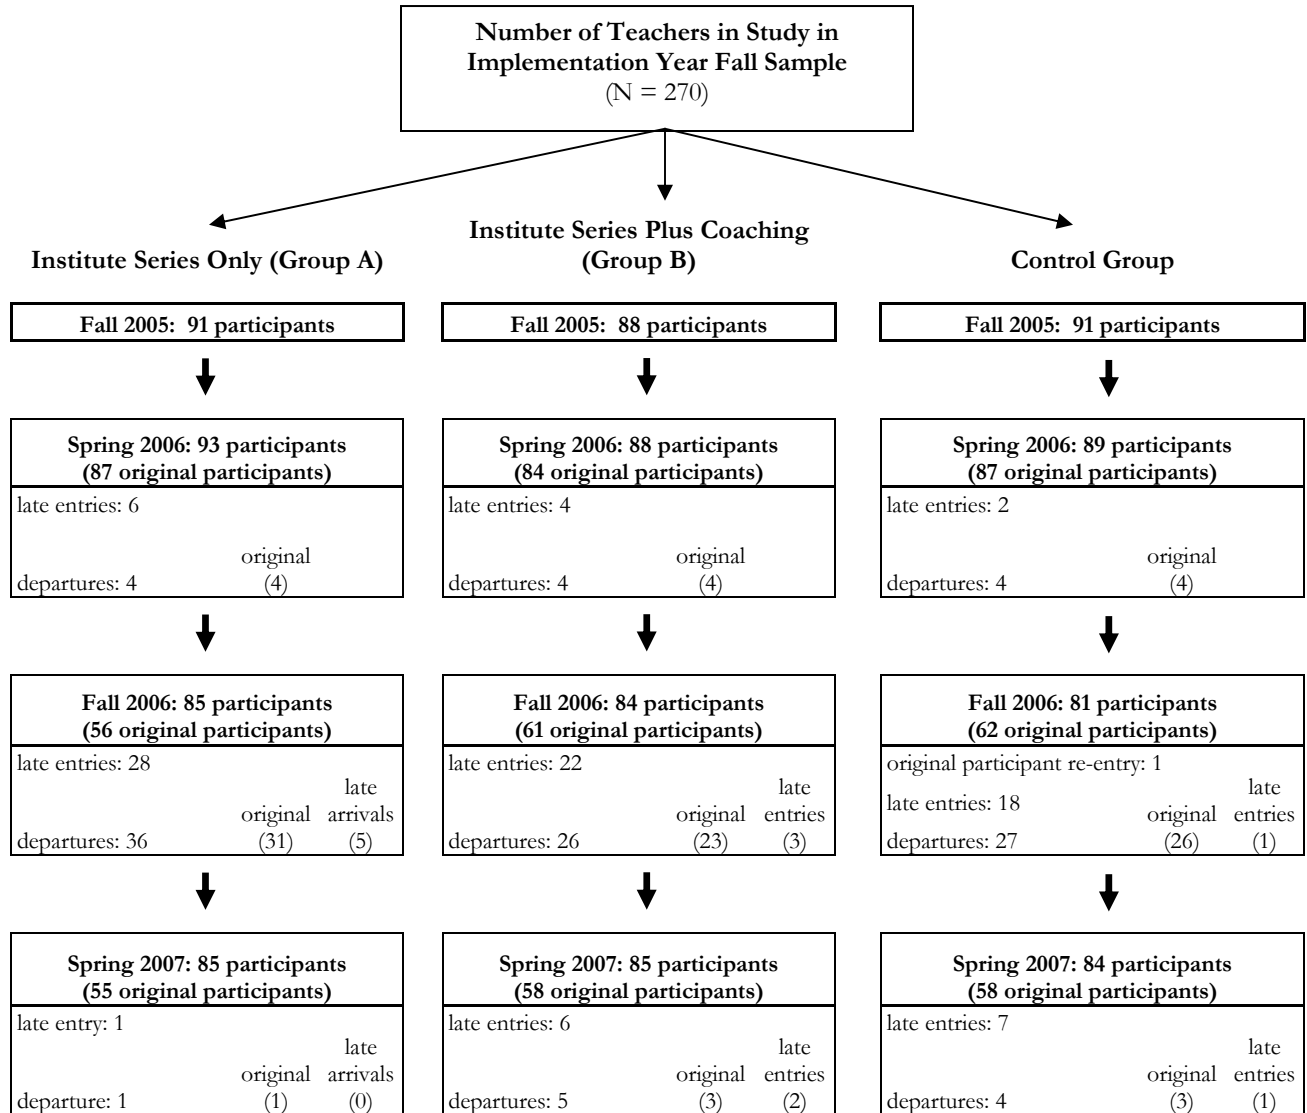 Number of Teachers in Study in
Implementation Year Fall Sample
(N = 270)
Institute Series Only (Group A)
Institute Series Plus Coaching
(Group B)
Control Group
Fall 2005: 91 participants
Fall 2005: 88 participants
Fall 2005: 91 participants
Spring 2006: 93 participants
(87 original participants)
late entries: 6
original
departures: 4 (4)
Spring 2006: 88 participants
(84 original participants)
late entries: 4
original
departures: 4 (4)
Spring 2006: 89 participants
(87 original participants)
late entries: 2
original
departures: 4 (4)
Fall 2006: 85 participants
(56 original participants)
late entries: 28
late
original arrivals
departures: 36 (31) (5)
Fall 2006: 84 participants
(61 original participants)
late entries: 22
late
original entries
departures: 26 (23) (3)
Fall 2006: 81 participants
(62 original participants)
original participant re-entry: 1
late
late entries: 18 original entries
departures: 27 (26) (1)
Spring 2007: 85 participants
(55 original participants)
late entry: 1
late
original arrivals
departure: 1 (1) (0)
Spring 2007: 85 participants
(58 original participants)
late entries: 6
late
original entries
departures: 5 (3) (2)
Spring 2007: 84 participants
(58 original participants)
late entries: 7
late
original entries
departures: 4 (3) (1)